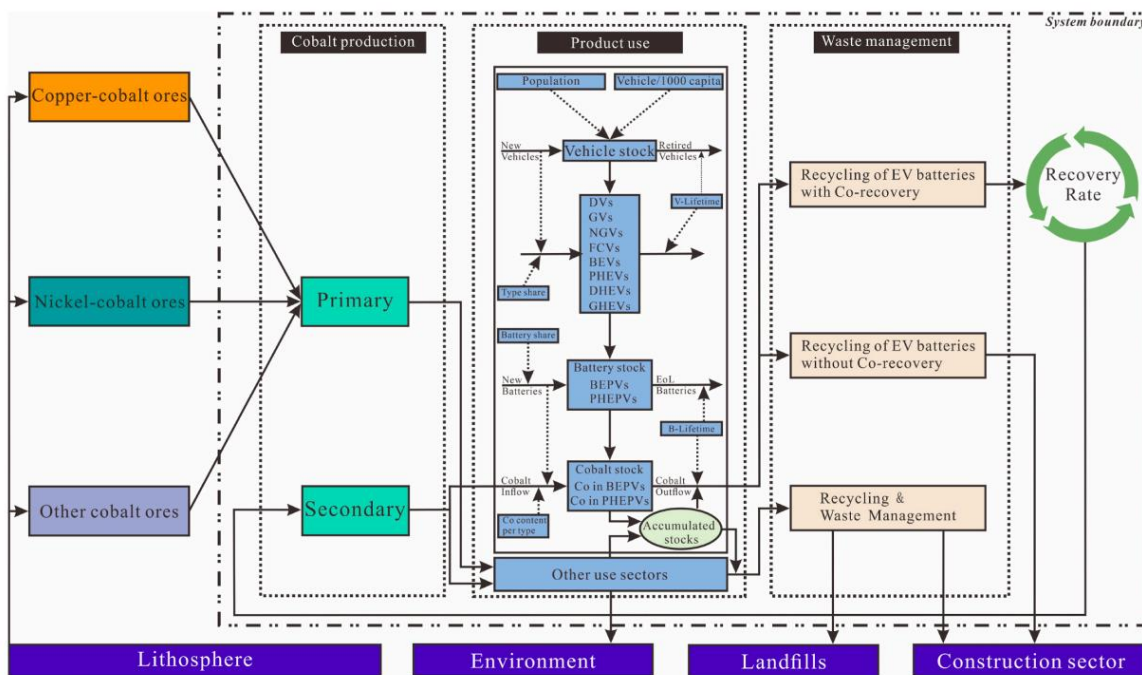 System boundary
Cobalt production
Product use
Waste management
Copper-cobalt ores
Nickel-cobalt ores
Other cobalt ores
Primary
Secondary
Population
Vehicle/1000 capita
New
Vehicles
Vehicle stock
Retired
Vehicles
DVs
GVs
NGVs
FCVs
BEVs
PHEVs
DHEVs
GHEVs
V-Lifetime
Type share
Battery share
New
Batteries
Battery stock
BEPVs
PHEPVs
EoL
Batteries
B-Lifetime
Cobalt
Inflow
Cobalt stock
Co in BEPVs
Co in PHEPVs
Cobalt
Outflow
Co content
per type
Accumulated
stocks
Other use sectors
Recycling of EV batteries
with Co-recovery
Recycling of EV batteries
without Co-recovery
Recycling &
Waste Management
Recovery
Rate
Lithosphere
Environment
Landfills
Construction sector